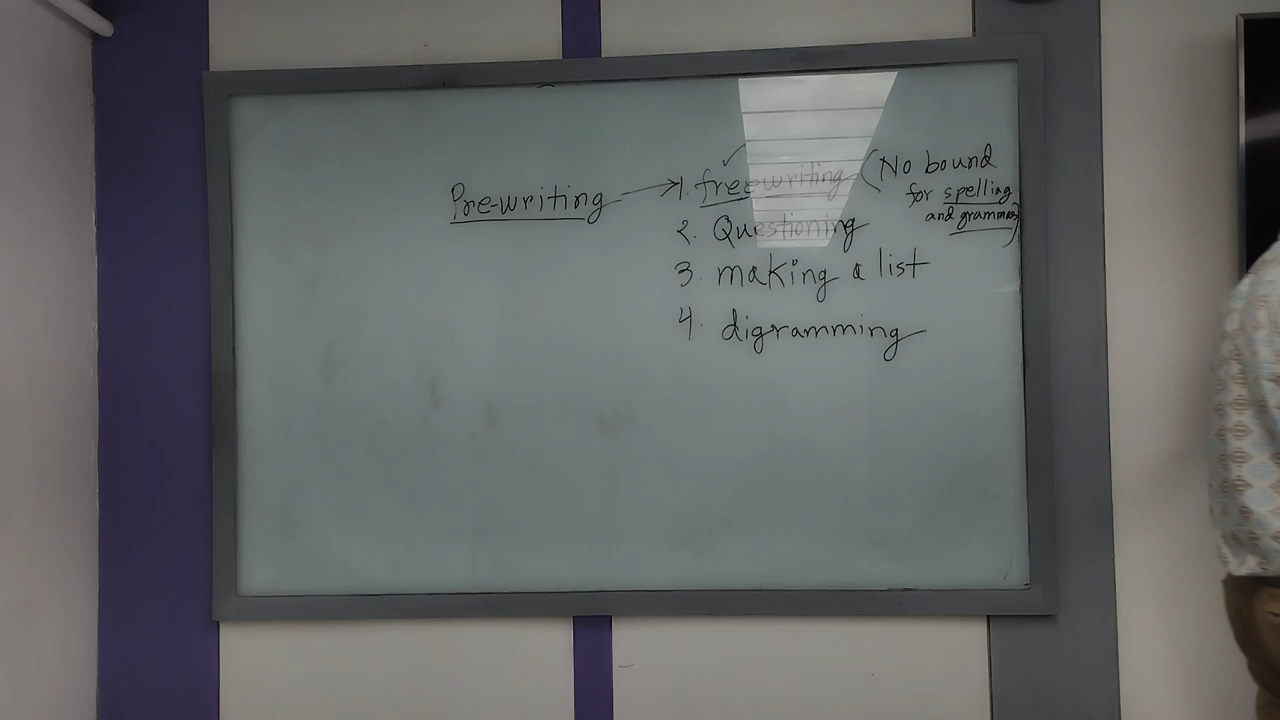 Pre-writing → 1. freewriting (No bound
for spelling
and grammar)
2. Questioning
3. making a list
4. digramming